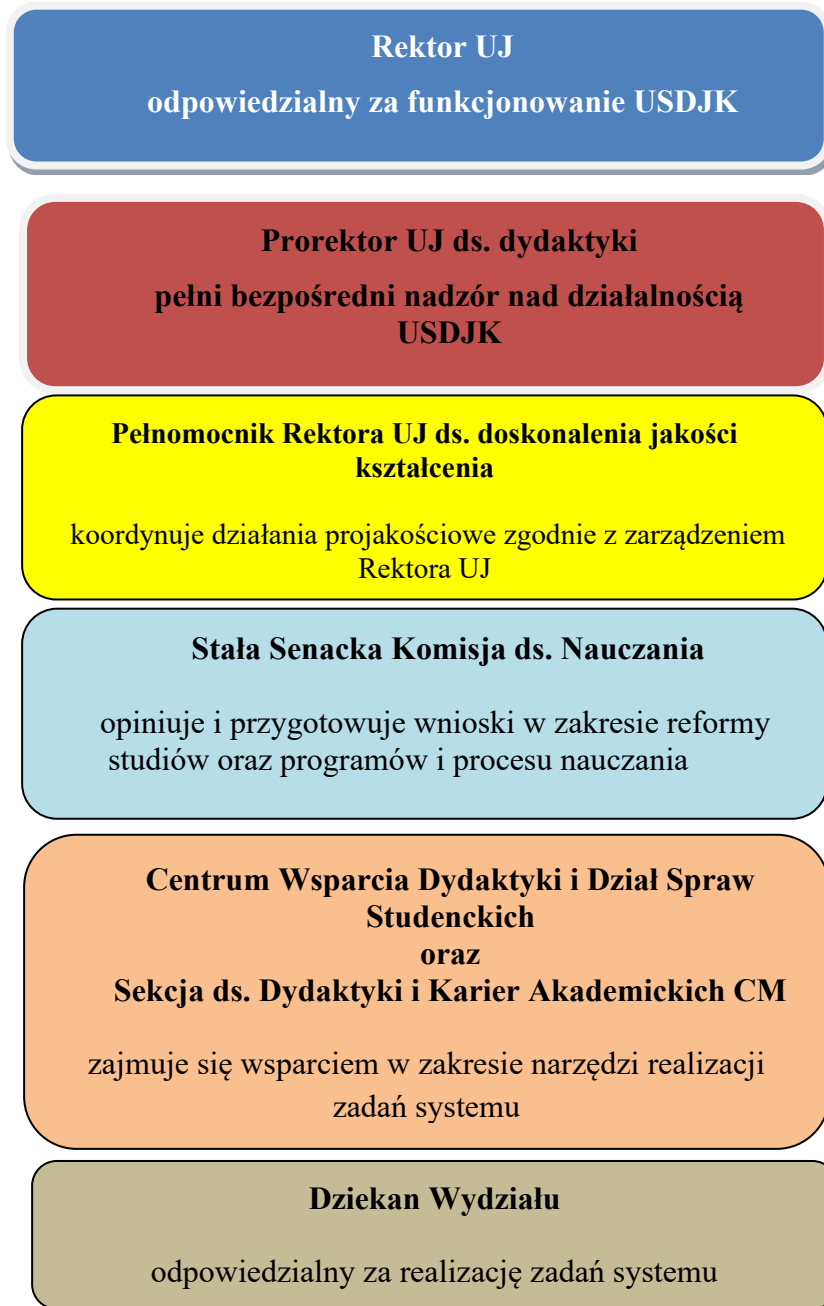 Rektor UJ
odpowiedzialny za funkcjonowanie USDJK
Prorektor UJ ds. dydaktyki
pełni bezpośredni nadzór nad działalnością
USDJK
Pełnomocnik Rektora UJ ds. doskonalenia jakości
kształcenia
koordynuje działania projakościowe zgodnie z zarządzeniem
Rektora UJ
Stała Senacka Komisja ds. Nauczania
opiniuje i przygotowuje wnioski w zakresie reformy
studiów oraz programów i procesu nauczania
Centrum Wsparcia Dydaktyki i Dział Spraw
Studenckich
oraz
Sekcja ds. Dydaktyki i Karier Akademickich CM
zajmuje się wsparciem w zakresie narzędzi realizacji
zadań systemu
Dziekan Wydziału
odpowiedzialny za realizację zadań systemu